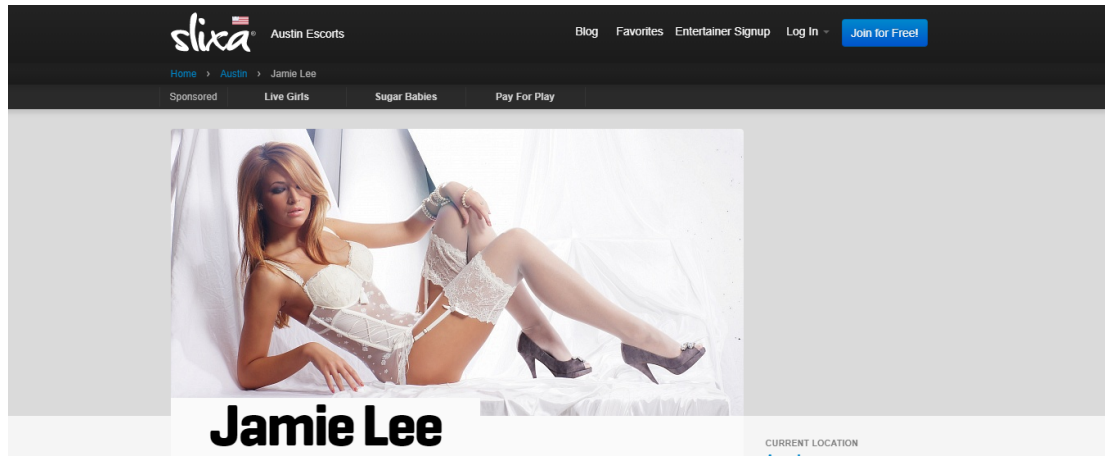 slixa®
Austin Escorts
Blog Favorites Entertainer Signup Log In Join for Free!
Home › Austin › Jamie Lee
Sponsored Live Girls Sugar Babies Pay For Play
Jamie Lee
CURRENT LOCATION